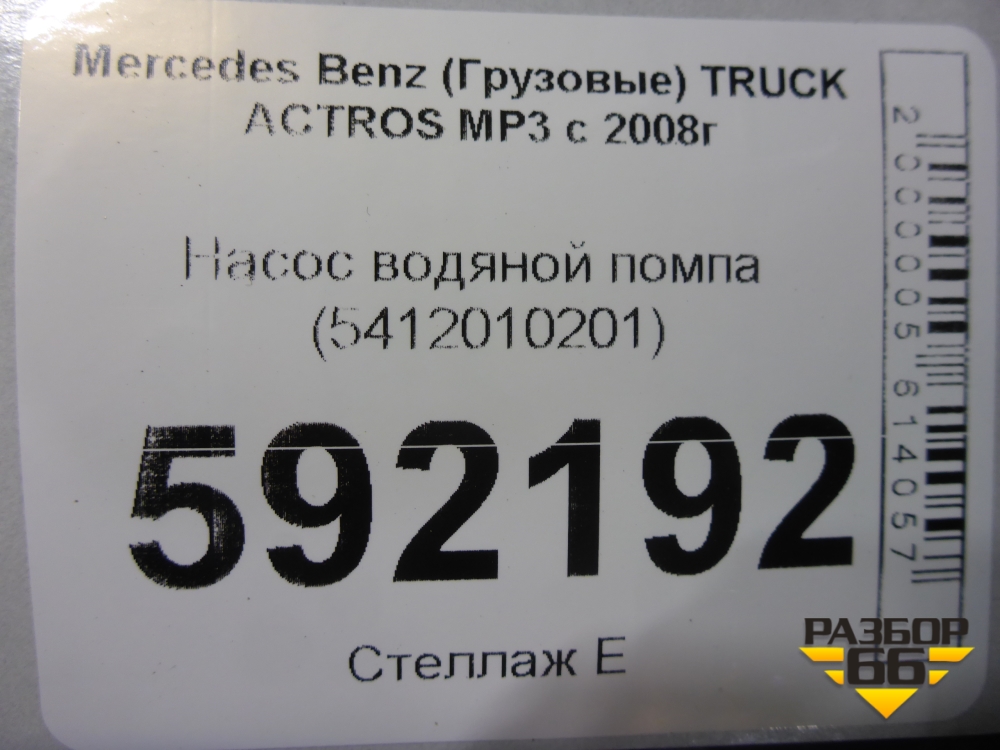 Mercedes Benz (Грузовые) TRUCK
ACTROS MP3 с 2008г
Насос водяной помпа
(5412010201)
592192
Стеллаж Е
2000005614057
РАЗБОР
66